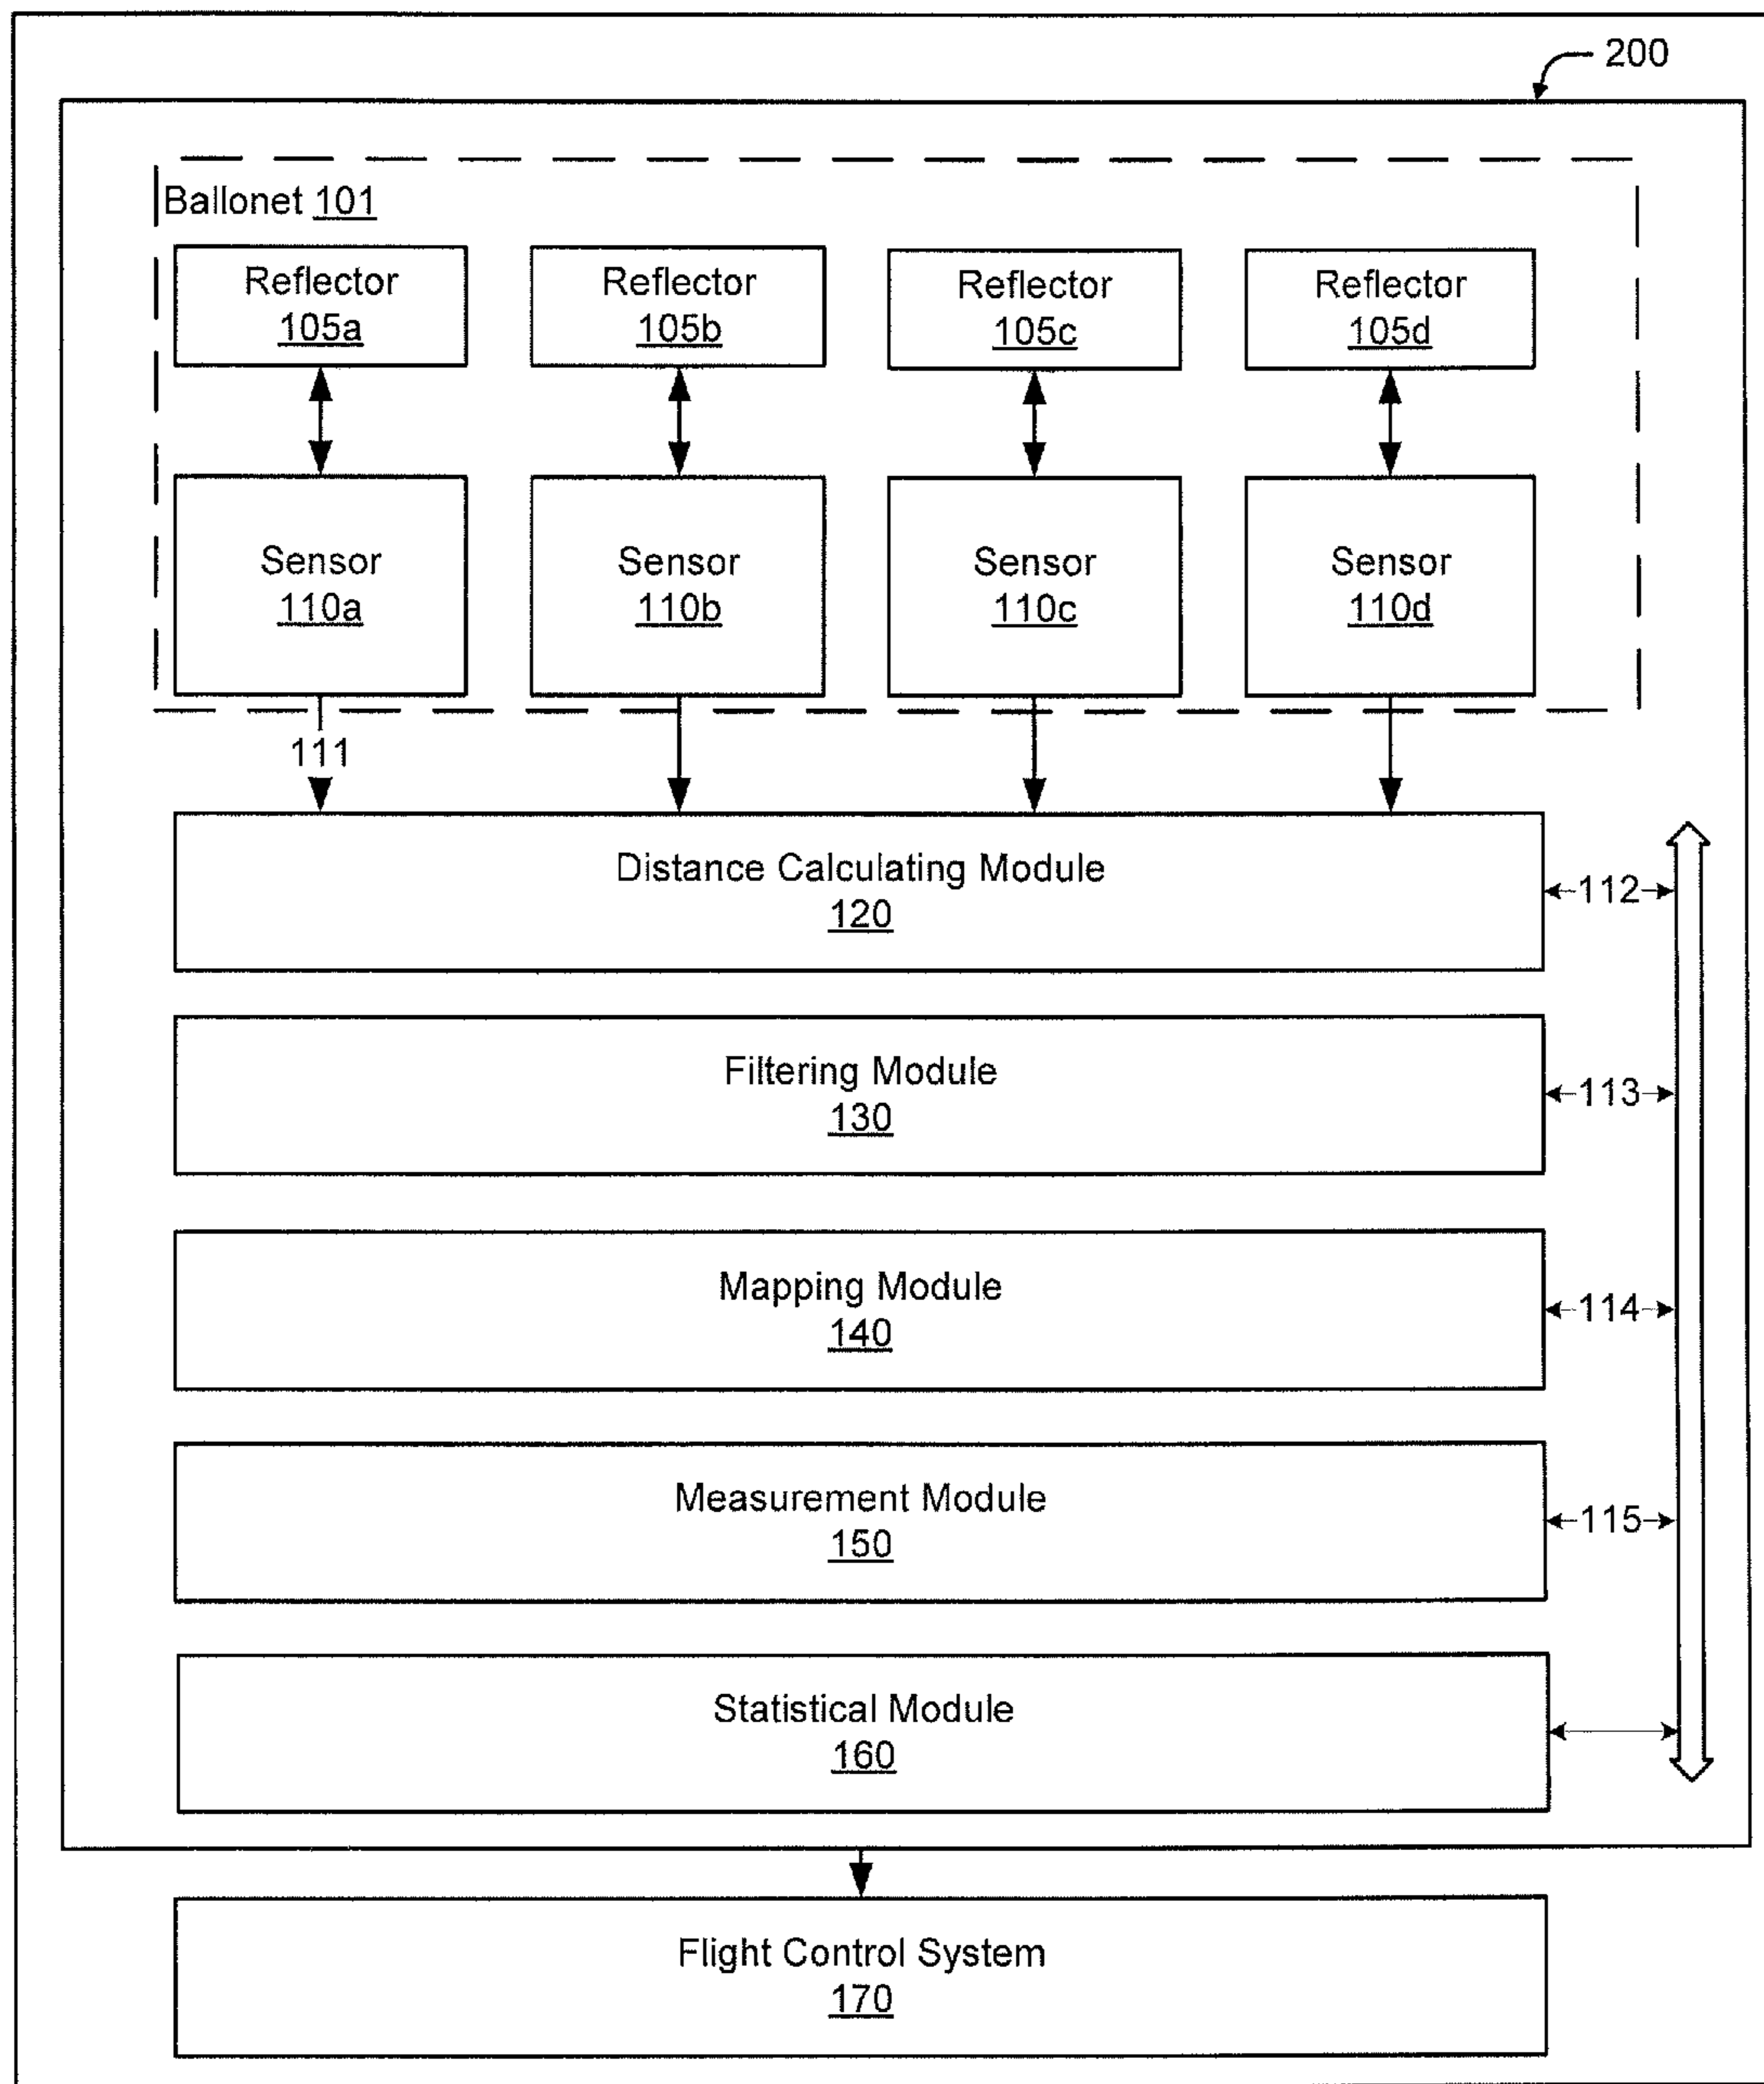 200
Ballonet 101
Reflector
105a
Reflector
105b
Reflector
105c
Reflector
105d
Sensor
110a
Sensor
110b
Sensor
110c
Sensor
110d
111
Distance Calculating Module
120
112
Filtering Module
130
113
Mapping Module
140
114
Measurement Module
150
115
Statistical Module
160
Flight Control System
170